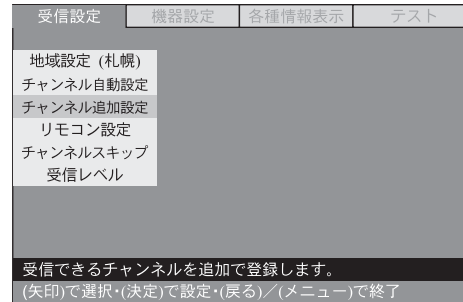 受信設定 機器設定 各種情報表示 テスト
地域設定 (札幌)
チャンネル自動設定
チャンネル追加設定
リモコン設定
チャンネルスキップ
受信レベル
受信できるチャンネルを追加で登録します。
(矢印)で選択・(決定)で設定・(戻る)/(メニュー)で終了